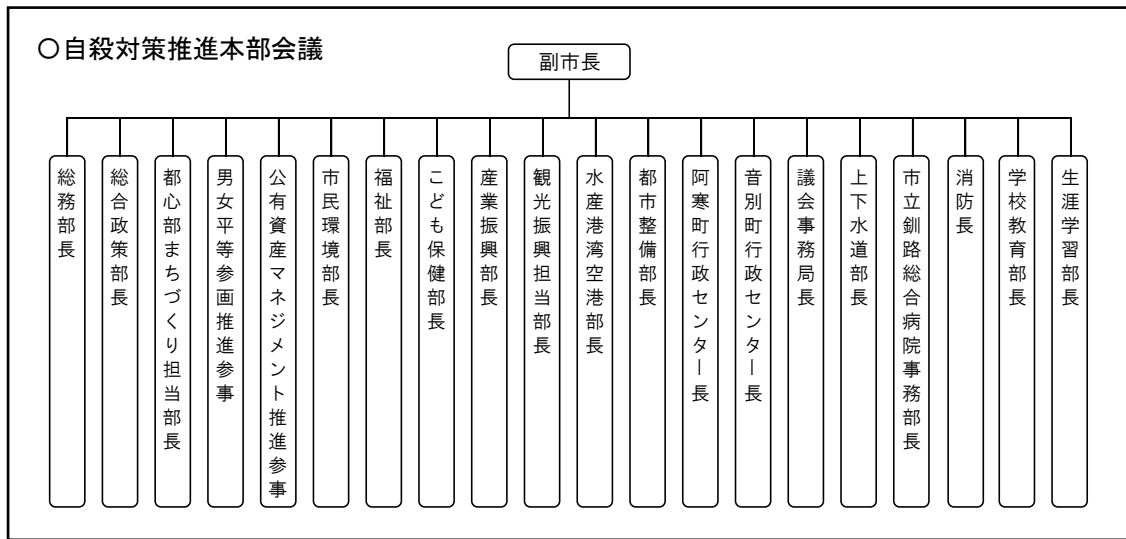 〇自殺対策推進本部会議
副市長
総務部長
総合政策部長
都心部まちづくり担当部長
男女平等参画推進参事
公有資産マネジメント推進参事
市民環境部長
福祉部長
こども保健部長
産業振興部長
観光振興担当部長
水産港湾空港部長
都市整備部長
阿寒町行政センター長
音別町行政センター長
議会事務局長
上下水道部長
市立釧路総合病院事務部長
消防長
学校教育部長
生涯学習部長